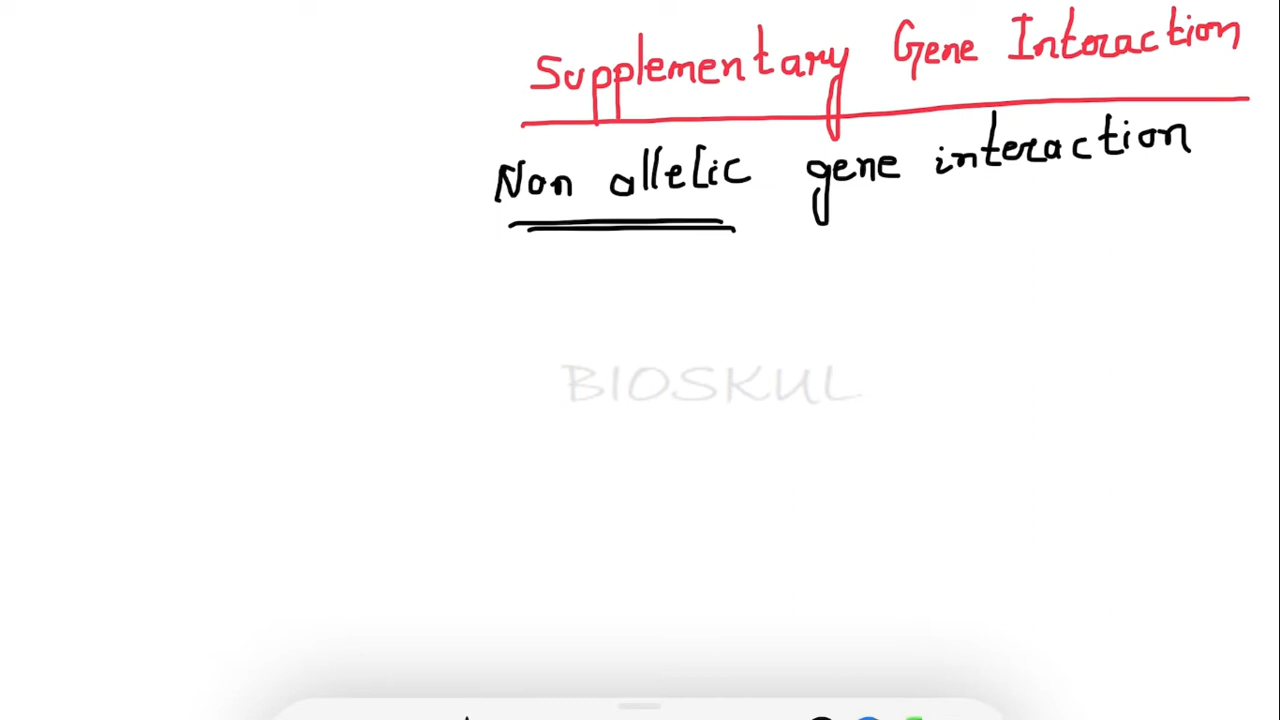 Supplementary Gene Interaction
Non allelic gene interaction
BIOSKUL